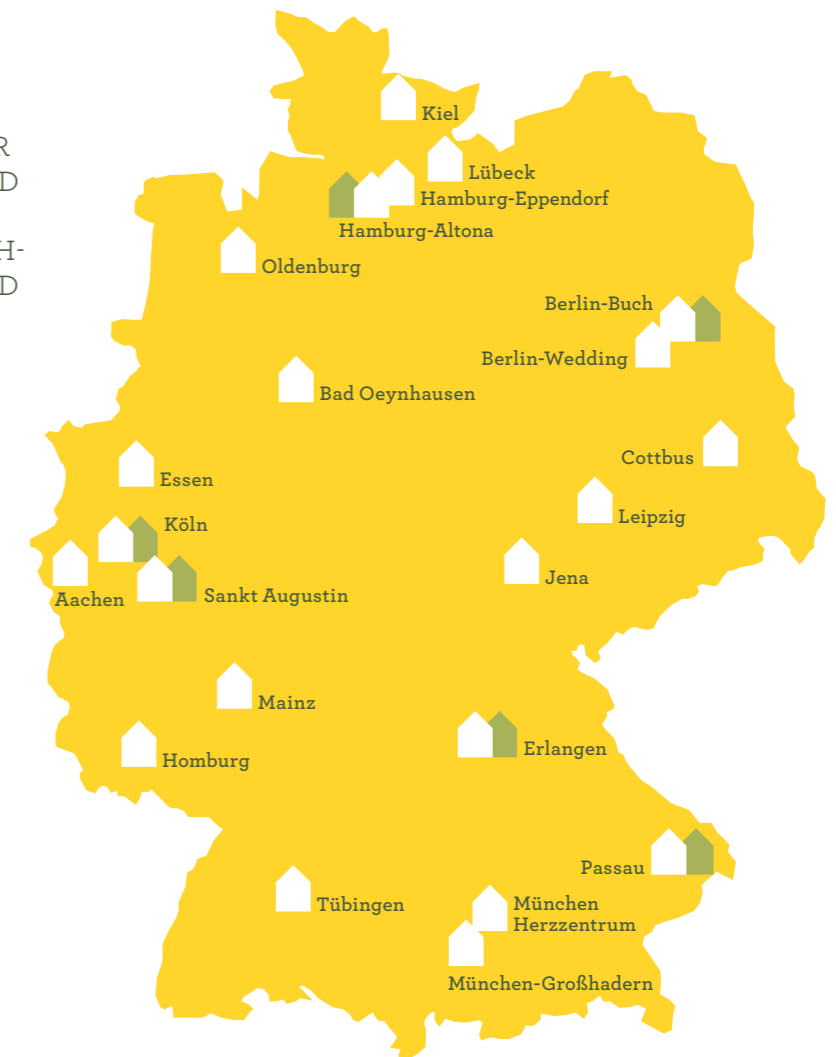 R
D
H-
D
Kiel
Lübeck
Hamburg-Eppendorf
Hamburg-Altona
Oldenburg
Berlin-Buch
Berlin-Wedding
Bad Oeynhausen
Cottbus
Essen
Leipzig
Köln
Jena
Aachen
Sankt Augustin
Mainz
Erlangen
Homburg
Passau
Tübingen
München
Herzzentrum
München-Großhadern